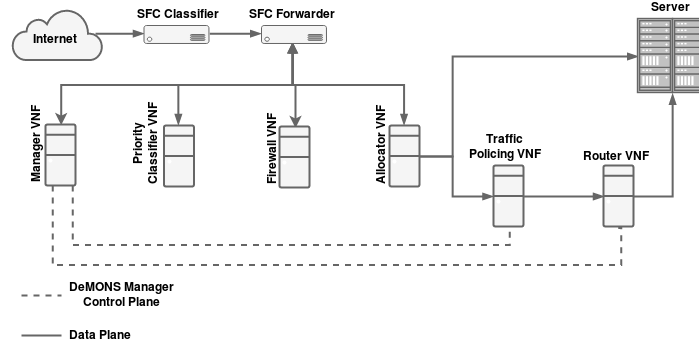 Internet
SFC Classifier
SFC Forwarder
Server
Manager VNF
Priority
Classifier VNF
Firewall VNF
Allocator VNF
Traffic
Policing VNF
Router VNF
DeMONS Manager
Control Plane
Data Plane